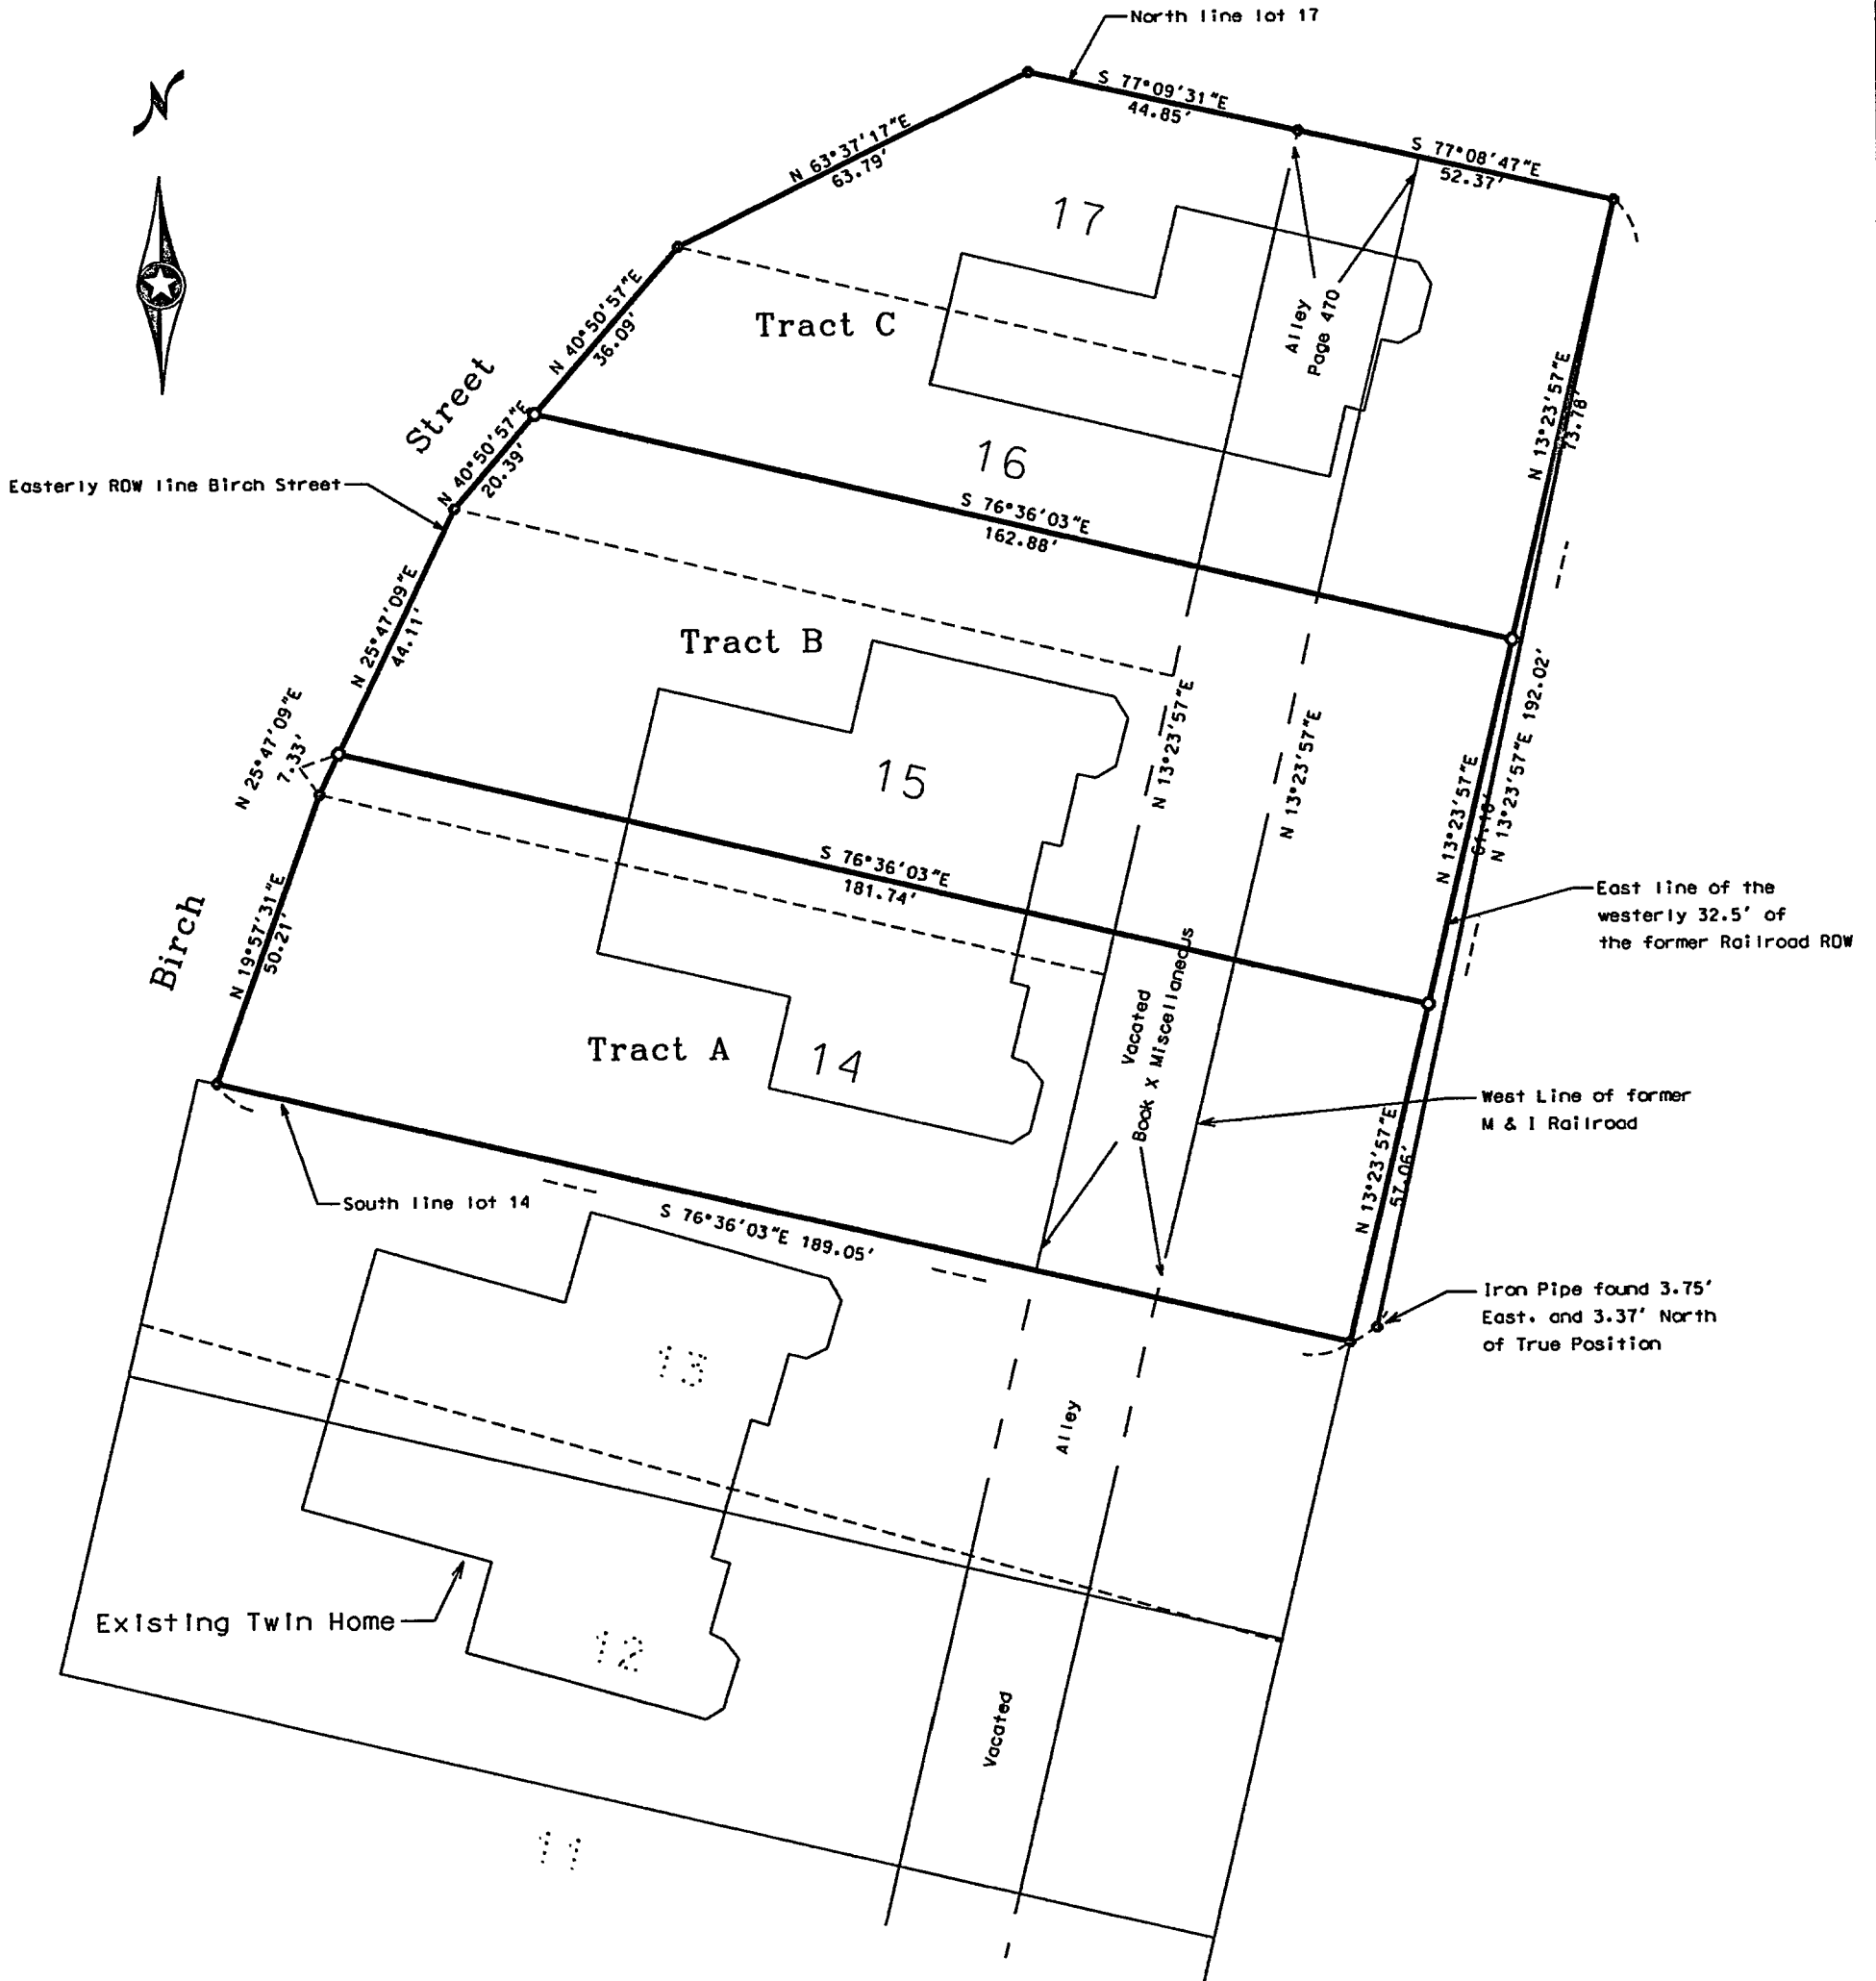 North line lot 17
N
S 77°09'31"E
44.85'
S 77°08'47"E
52.37'
N 63°37'17"E
63.79'
17
Alley
Page 470
Tract C
N 40°50'57"E
36.09'
N 13°23'57"E
73.78'
Street
16
N 40°50'57"E
20.39'
Easterly ROW line Birch Street
S 76°36'03"E
162.88'
N 25°47'09"E
44.11'
Tract B
N 13°23'57"E
N 13°23'57"E
N 13°23'57"E 192.02'
N 25°47'09"E
7.33'
15
N 13°23'57"E
S 76°36'03"E
181.74'
East line of the
westerly 32.5' of
the former Railroad ROW
Birch
N 19°57'31"E
50.21'
Vacated
Book X Miscellaneous
Tract A
14
West Line of former
M & I Railroad
N 13°23'57"E
57.06'
South line lot 14
S 76°36'03"E 189.05'
Iron Pipe found 3.75'
East. and 3.37' North
of True Position
13
Alley
Existing Twin Home
12
Vacated
11